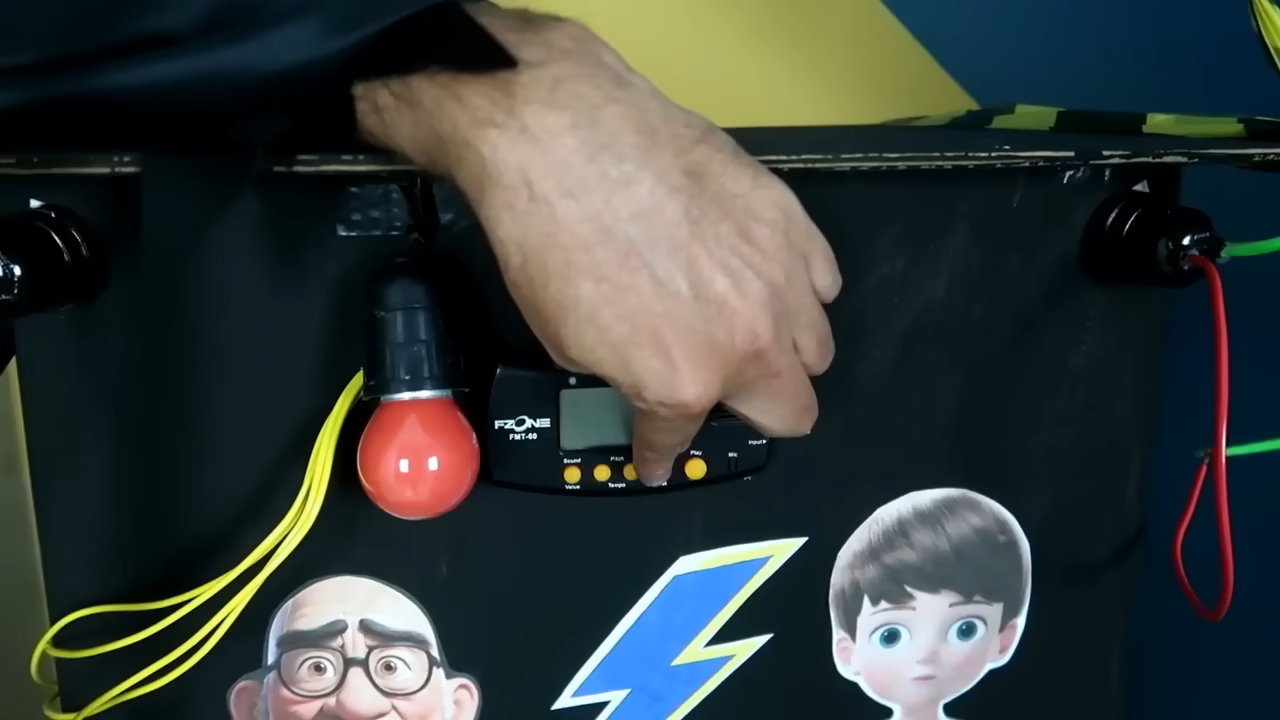 FZONE
FMT-60
Input
Sound
Pitch
Play
Mic
Value
Tempo